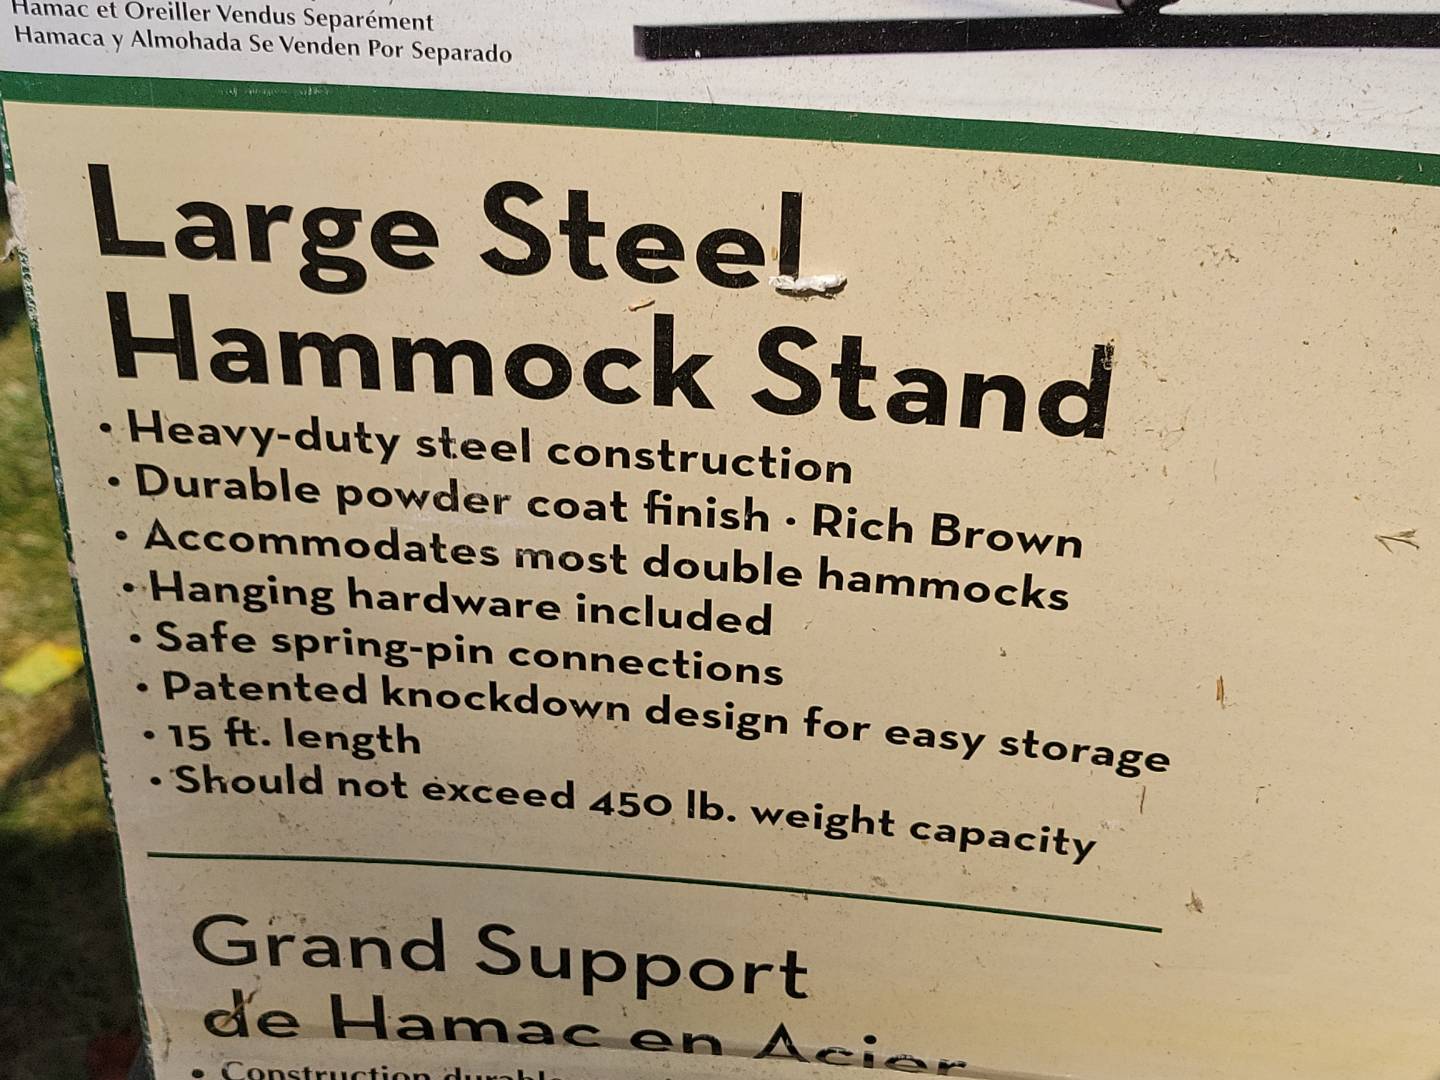 Hamac et Oreiller Vendus Separément
Hamaca y Almohada Se Venden Por Separado
Large Steel
Hammock Stand
• Heavy-duty steel construction
• Durable powder coat finish • Rich Brown
• Accommodates most double hammocks
• Hanging hardware included
• Safe spring-pin connections
• Patented knockdown design for easy storage
• 15 ft. length
• Should not exceed 450 lb. weight capacity
Grand Support
de Hamac en Acier
• Construction durable